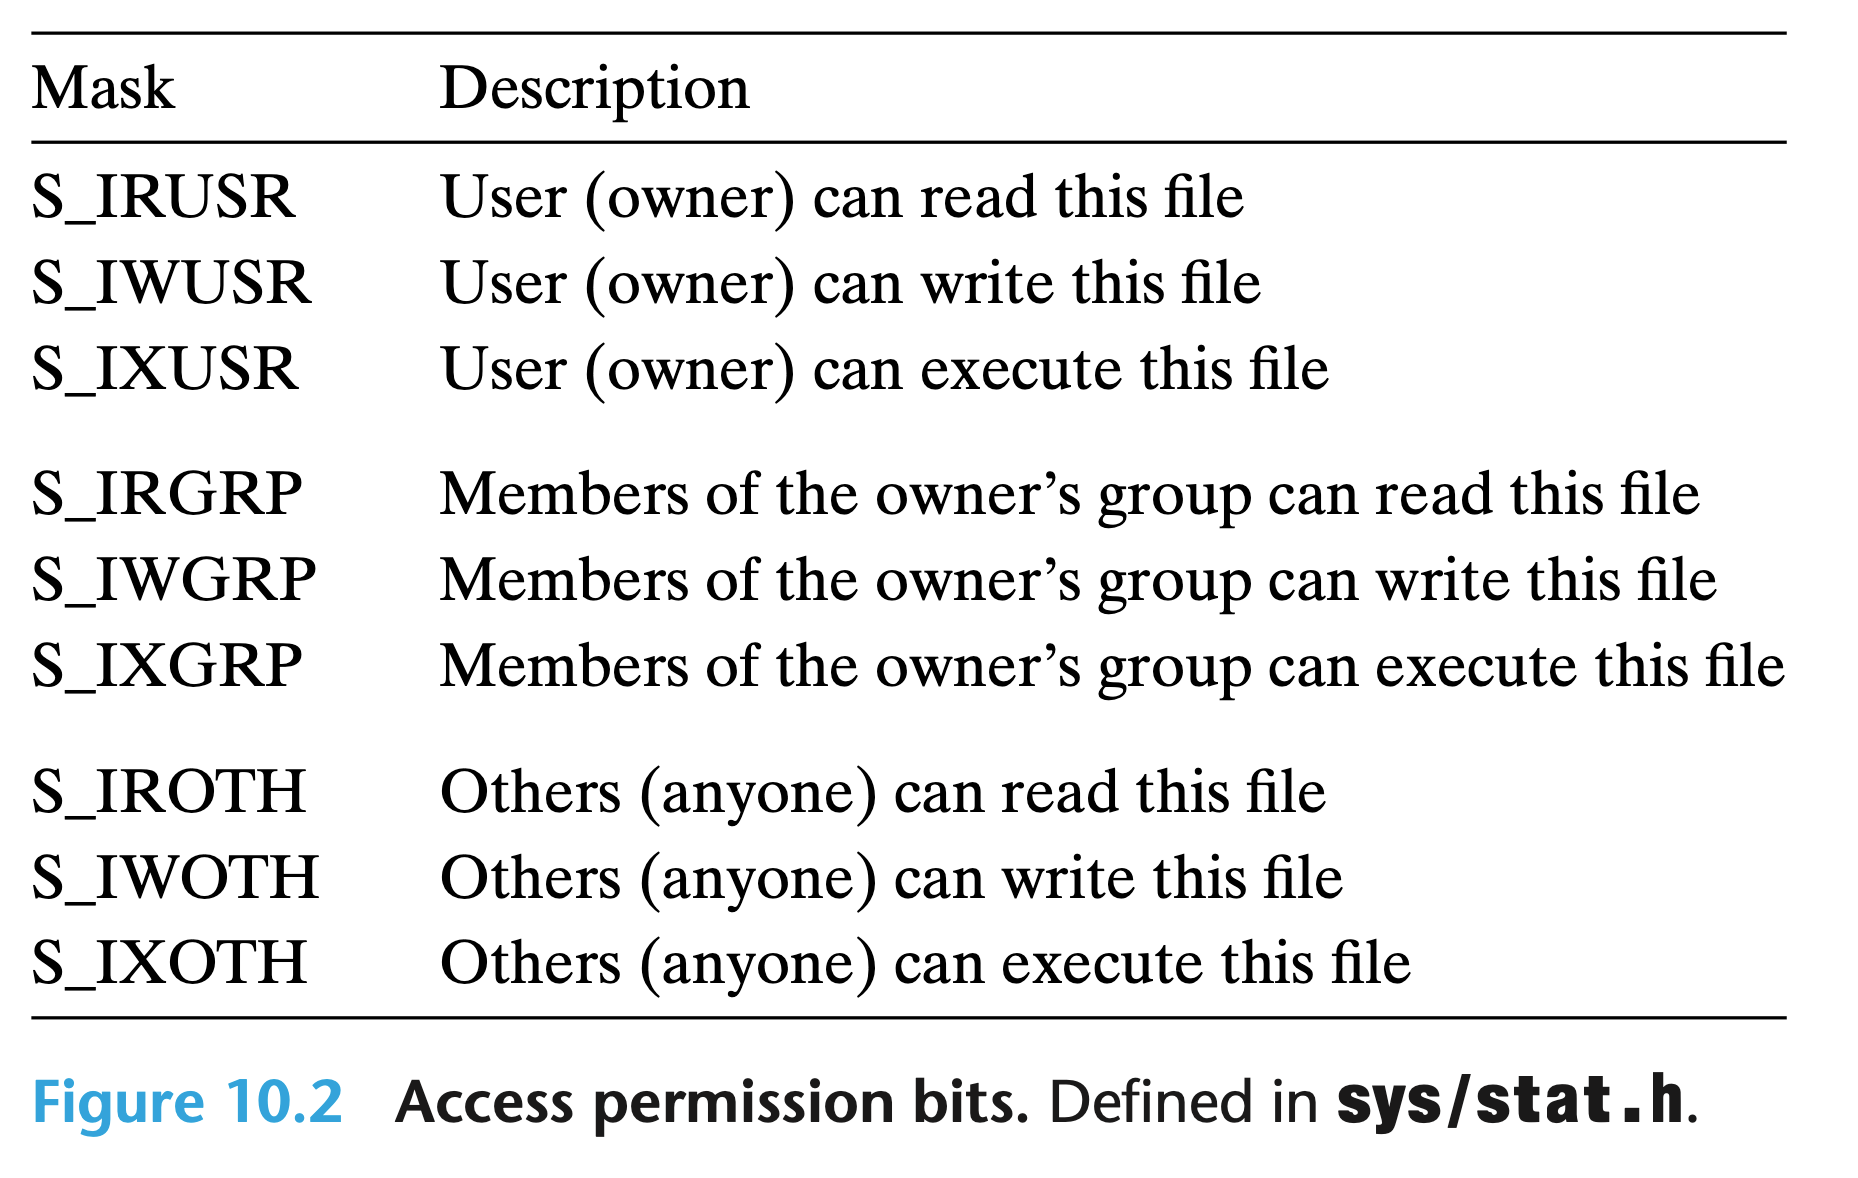 Mask Description
S_IRUSR User (owner) can read this file
S_IWUSR User (owner) can write this file
S_IXUSR User (owner) can execute this file
S_IRGRP Members of the owner’s group can read this file
S_IWGRP Members of the owner’s group can write this file
S_IXGRP Members of the owner’s group can execute this file
S_IROTH Others (anyone) can read this file
S_IWOTH Others (anyone) can write this file
S_IXOTH Others (anyone) can execute this file
Figure 10.2 Access permission bits. Defined in sys/stat.h.